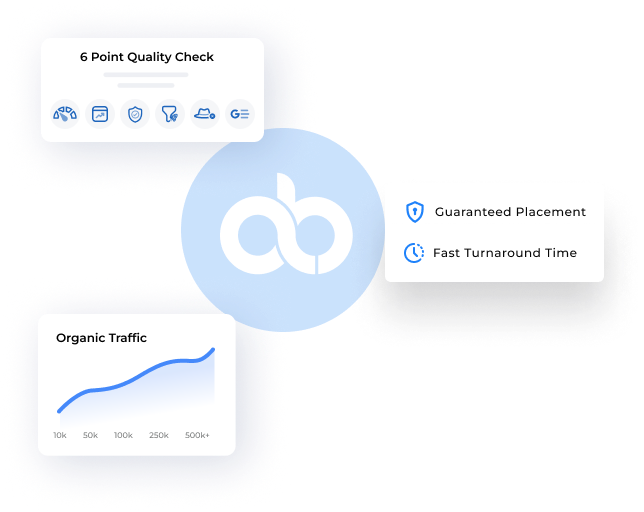 6 Point Quality Check
G
Guaranteed Placement
Fast Turnaround Time
Organic Traffic
10k 50k 100k 250k 500k+